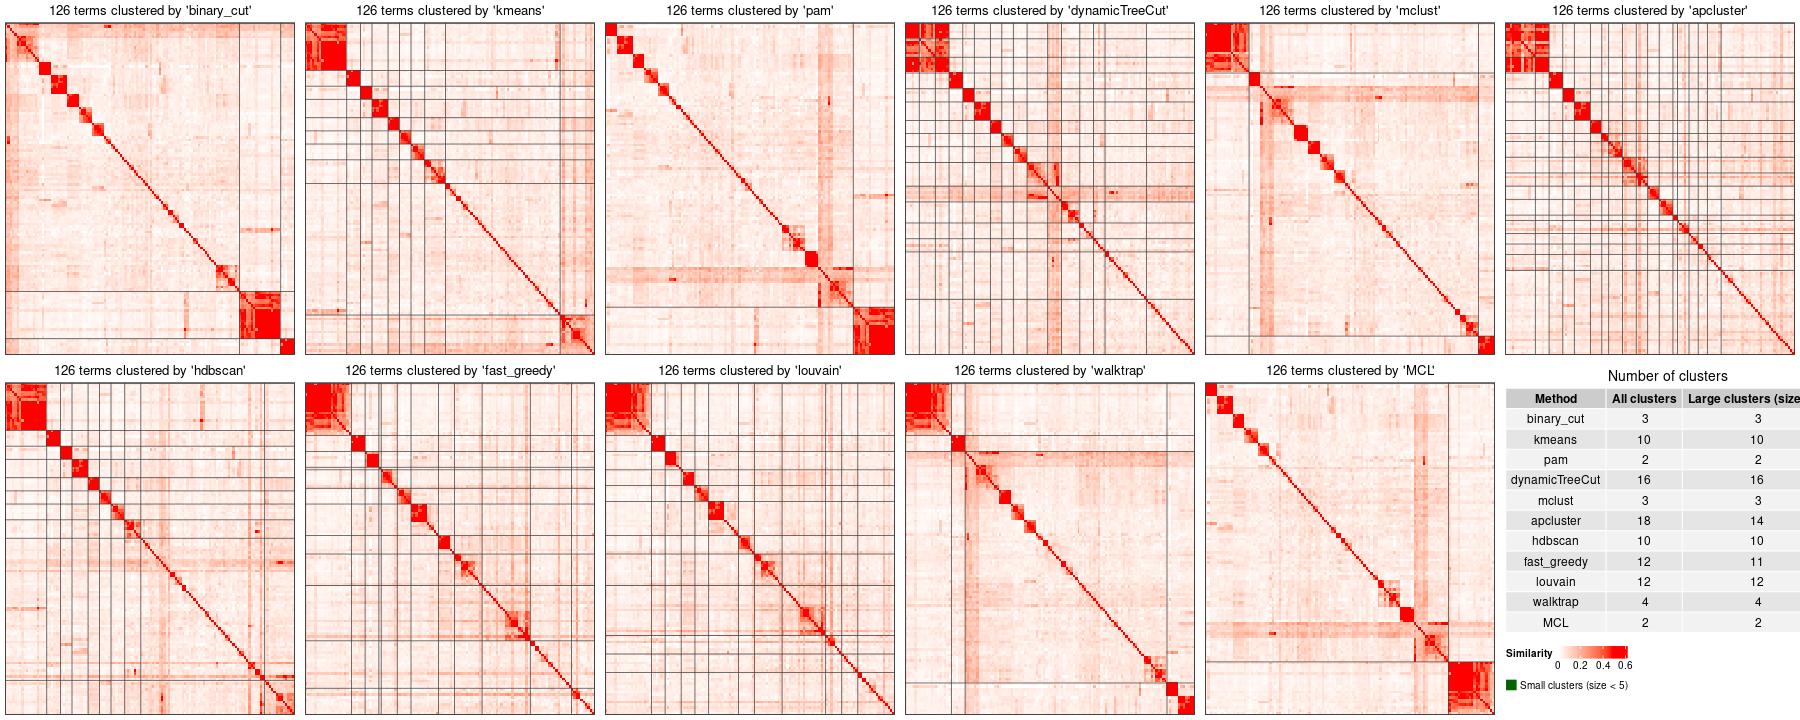 126 terms clustered by 'binary_cut'
126 terms clustered by 'kmeans'
126 terms clustered by 'pam'
126 terms clustered by 'dynamicTreeCut'
126 terms clustered by 'mclust'
126 terms clustered by 'apcluster'
126 terms clustered by 'hdbscan'
126 terms clustered by 'fast_greedy'
126 terms clustered by 'louvain'
126 terms clustered by 'walktrap'
126 terms clustered by 'MCL'
Number of clusters
Method All clusters Large clusters (size
binary_cut 3 3
kmeans 10 10
pam 2 2
dynamicTreeCut 16 16
mclust 3 3
apcluster 18 14
hdbscan 10 10
fast_greedy 12 11
louvain 12 12
walktrap 4 4
MCL 2 2
Similarity
0 0.2 0.4 0.6
Small clusters (size < 5)